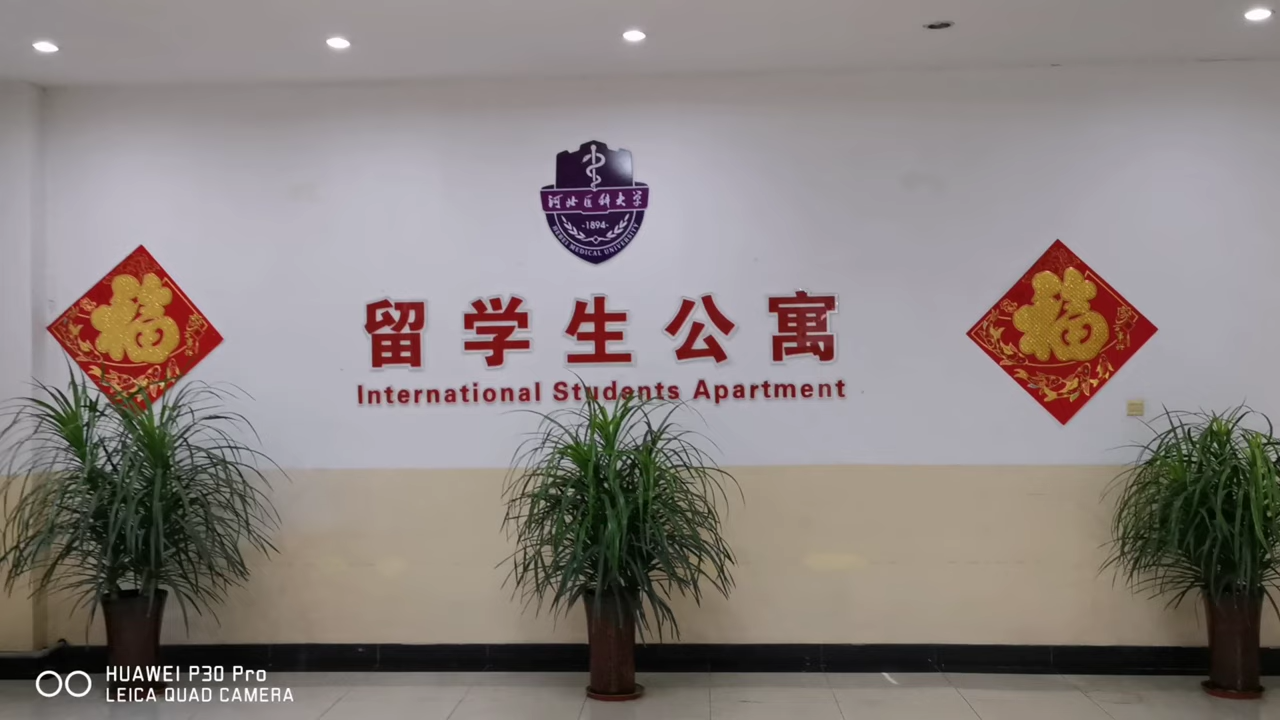 河北医科大学
-1894-
HEBEI MEDICAL UNIVERSITY
福
留学生公寓
福
International Students Apartment
HUAWEI P30 Pro
LEICA QUAD CAMERA